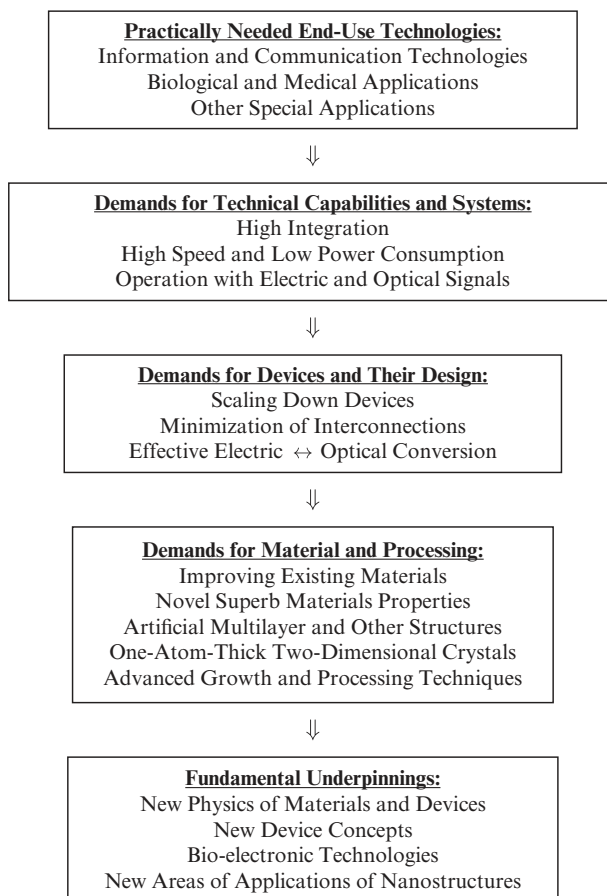 Practically Needed End-Use Technologies:
Information and Communication Technologies
Biological and Medical Applications
Other Special Applications
⇓
Demands for Technical Capabilities and Systems:
High Integration
High Speed and Low Power Consumption
Operation with Electric and Optical Signals
⇓
Demands for Devices and Their Design:
Scaling Down Devices
Minimization of Interconnections
Effective Electric ↔ Optical Conversion
⇓
Demands for Material and Processing:
Improving Existing Materials
Novel Superb Materials Properties
Artificial Multilayer and Other Structures
One-Atom-Thick Two-Dimensional Crystals
Advanced Growth and Processing Techniques
⇓
Fundamental Underpinnings:
New Physics of Materials and Devices
New Device Concepts
Bio-electronic Technologies
New Areas of Applications of Nanostructures